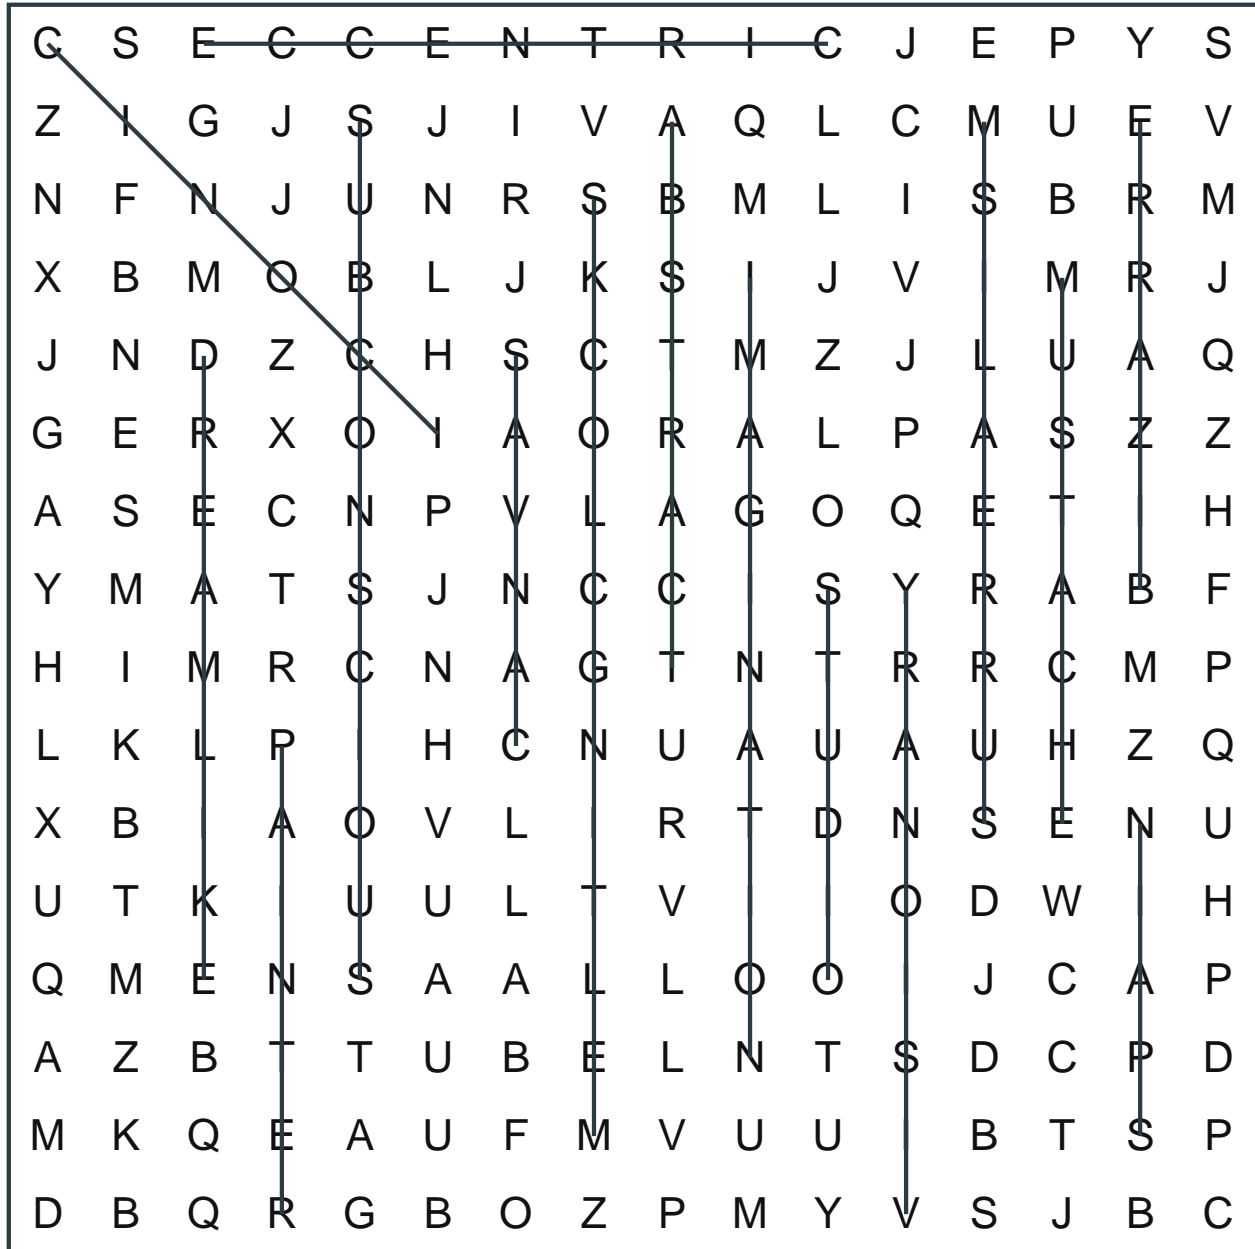 C S E C C E N T R I C J E P Y S
Z I G J S J I V A Q L C M U E V
N F N J U N R S B M L I S B R M
X B M O B L J K S I J V I M R J
J N D Z C H S C T M Z J L U A Q
G E R X O I A O R A L P A S Z Z
A S E C N P V L A G O Q E T I H
Y M A T S J N C C I S Y R A B F
H I M R C N A G T N T R R C M P
L K L P I H C N U A U A U H Z Q
X B I A O V L I R T D N S E N U
U T K I U U L T V I I O D W I H
Q M E N S A A L L O O I J C A P
A Z B T T U B E L N T S D C P D
M K Q E A U F M V U U I B T S P
D B Q R G B O Z P M Y V S J B C